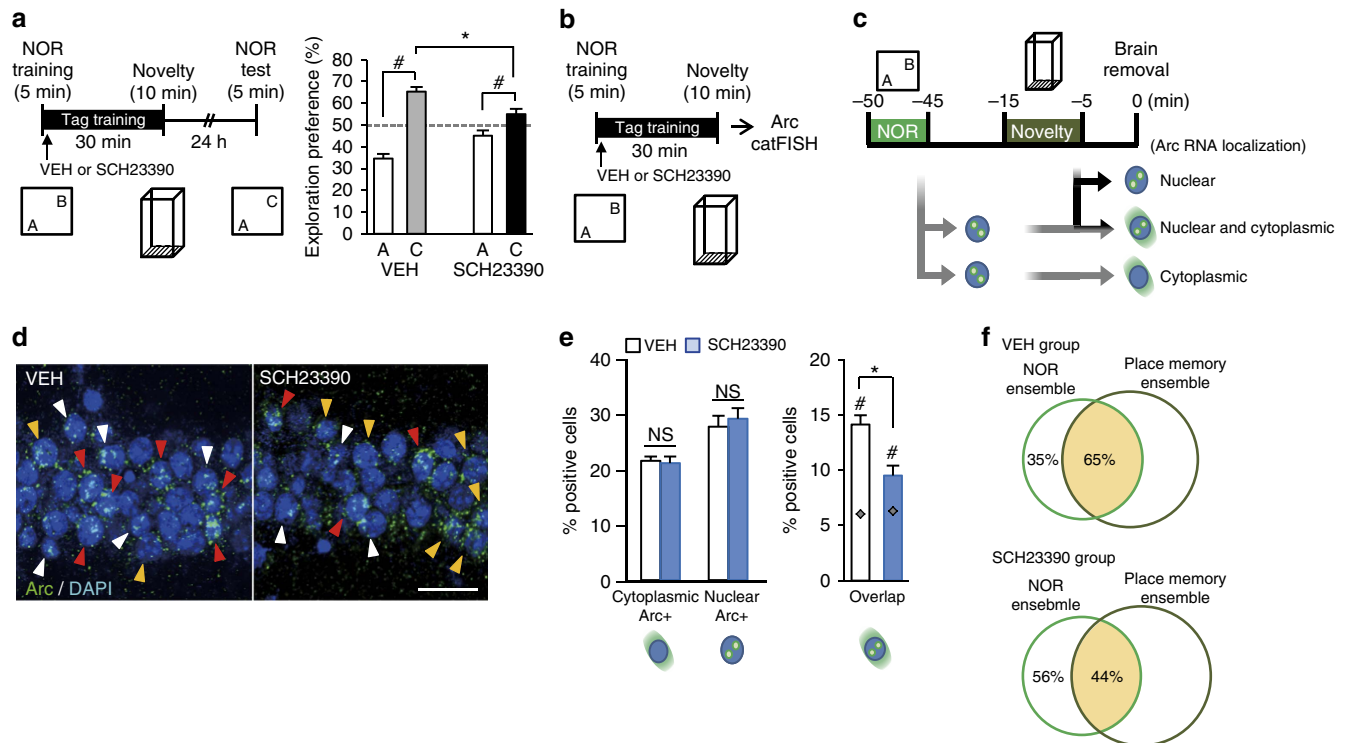 a
NOR training (5 min)
Novelty (10 min)
NOR test (5 min)
Tag training
30 min
24 h
VEH or SCH23390
B
A
C
A
Exploration preference (%)
80
70
60
50
40
30
20
10
0
#
*
#
A C A C
VEH SCH23390
b
NOR training (5 min)
Novelty (10 min)
Tag training
30 min
Arc catFISH
VEH or SCH23390
B
A
c
B
A
Brain removal
–50 –45 –15 –5 0 (min)
NOR Novelty
(Arc RNA localization)
Nuclear
Nuclear and cytoplasmic
Cytoplasmic
d
VEH
SCH23390
Arc / DAPI
e
VEH SCH23390
% positive cells
40
30
20
10
0
NS
NS
Cytoplasmic Arc+
Nuclear Arc+
% positive cells
20
15
10
5
0
*
#
#
Overlap
f
VEH group
NOR ensemble
Place memory ensemble
35% 65%
SCH23390 group
NOR ensebmle
Place memory ensemble
56% 44%